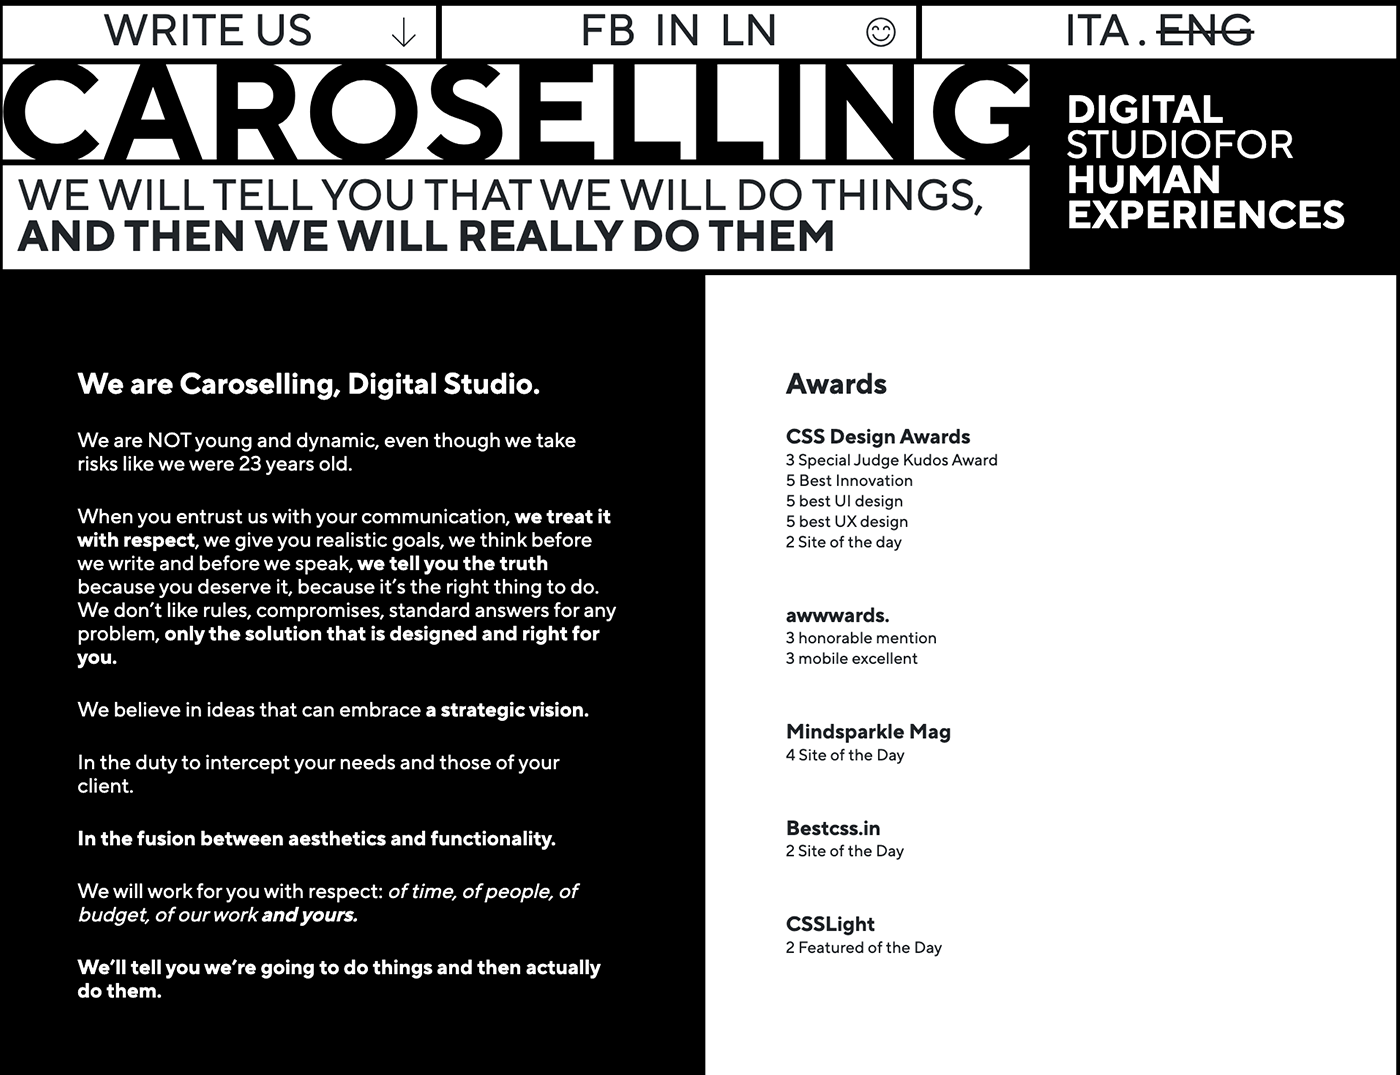 WRITE US ↓
FB IN LN
ITA . ENG
CAROSELLING
DIGITAL
STUDIOFOR
HUMAN
EXPERIENCES
WE WILL TELL YOU THAT WE WILL DO THINGS,
AND THEN WE WILL REALLY DO THEM
We are Caroselling, Digital Studio.
We are NOT young and dynamic, even though we take
risks like we were 23 years old.
When you entrust us with your communication, we treat it
with respect, we give you realistic goals, we think before
we write and before we speak, we tell you the truth
because you deserve it, because it’s the right thing to do.
We don’t like rules, compromises, standard answers for any
problem, only the solution that is designed and right for
you.
We believe in ideas that can embrace a strategic vision.
In the duty to intercept your needs and those of your
client.
In the fusion between aesthetics and functionality.
We will work for you with respect: of time, of people, of
budget, of our work and yours.
We’ll tell you we’re going to do things and then actually
do them.
Awards
CSS Design Awards
3 Special Judge Kudos Award
5 Best Innovation
5 best UI design
5 best UX design
2 Site of the day
awwwards.
3 honorable mention
3 mobile excellent
Mindsparkle Mag
4 Site of the Day
Bestcss.in
2 Site of the Day
CSSLight
2 Featured of the Day